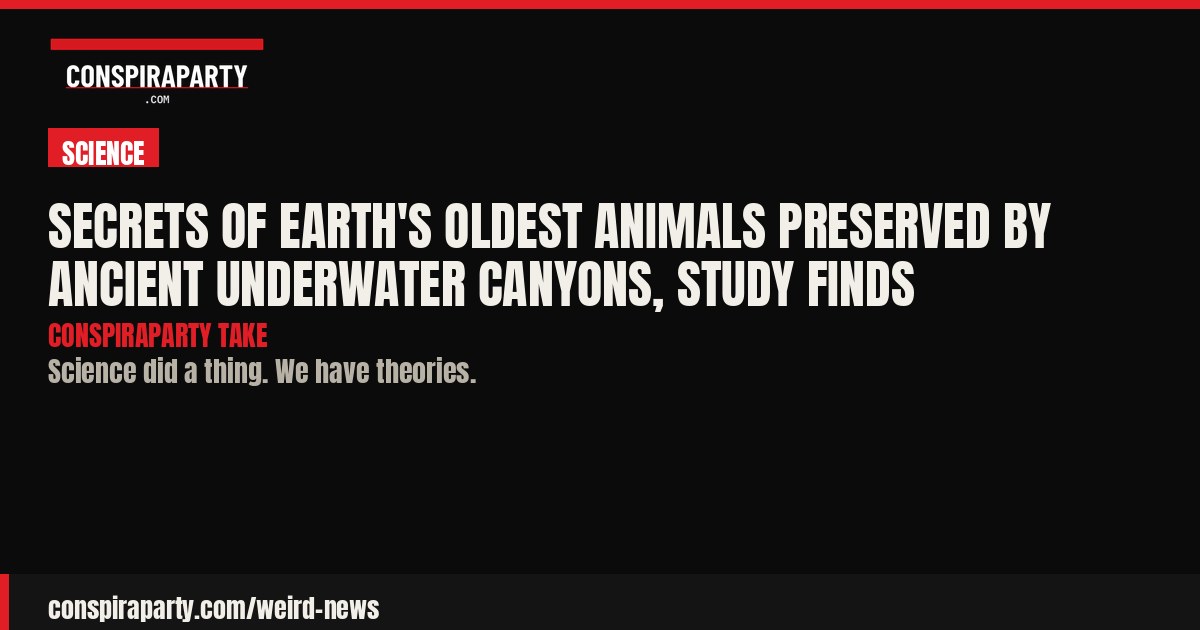 CONSPIRAPARTY
.COM
SCIENCE
SECRETS OF EARTH'S OLDEST ANIMALS PRESERVED BY
ANCIENT UNDERWATER CANYONS, STUDY FINDS
CONSPIRAPARTY TAKE
Science did a thing. We have theories.
conspiraparty.com/weird-news